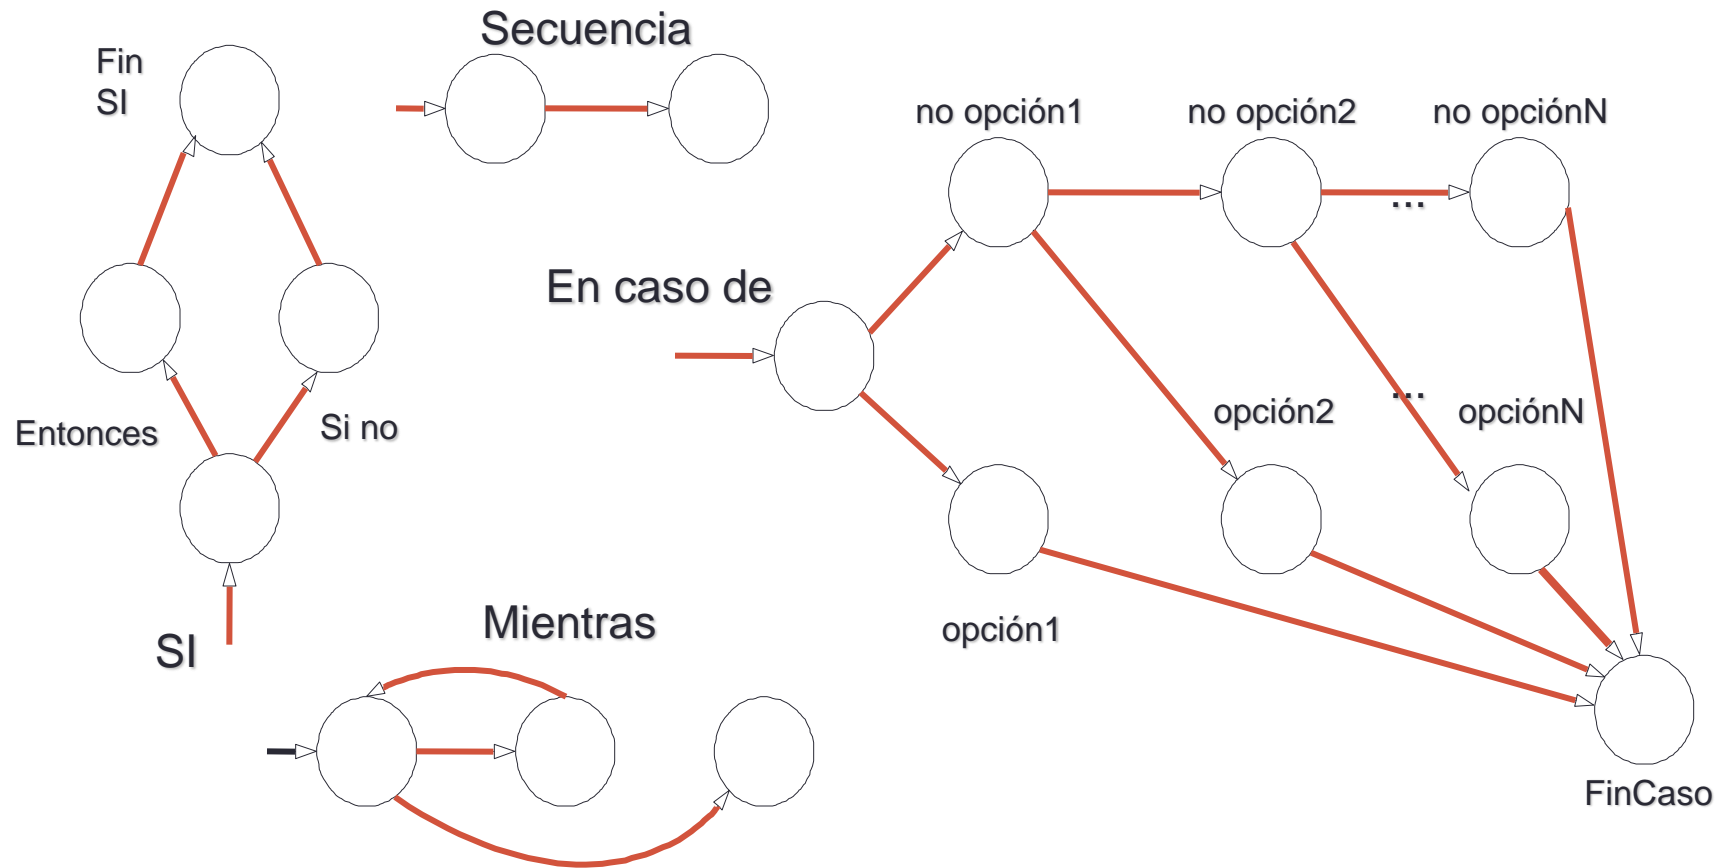 Secuencia
Fin
SI
no opción1
no opción2
no opciónN
...
En caso de
...
opción2
opciónN
Entonces
Si no
opción1
Mientras
SI
FinCaso